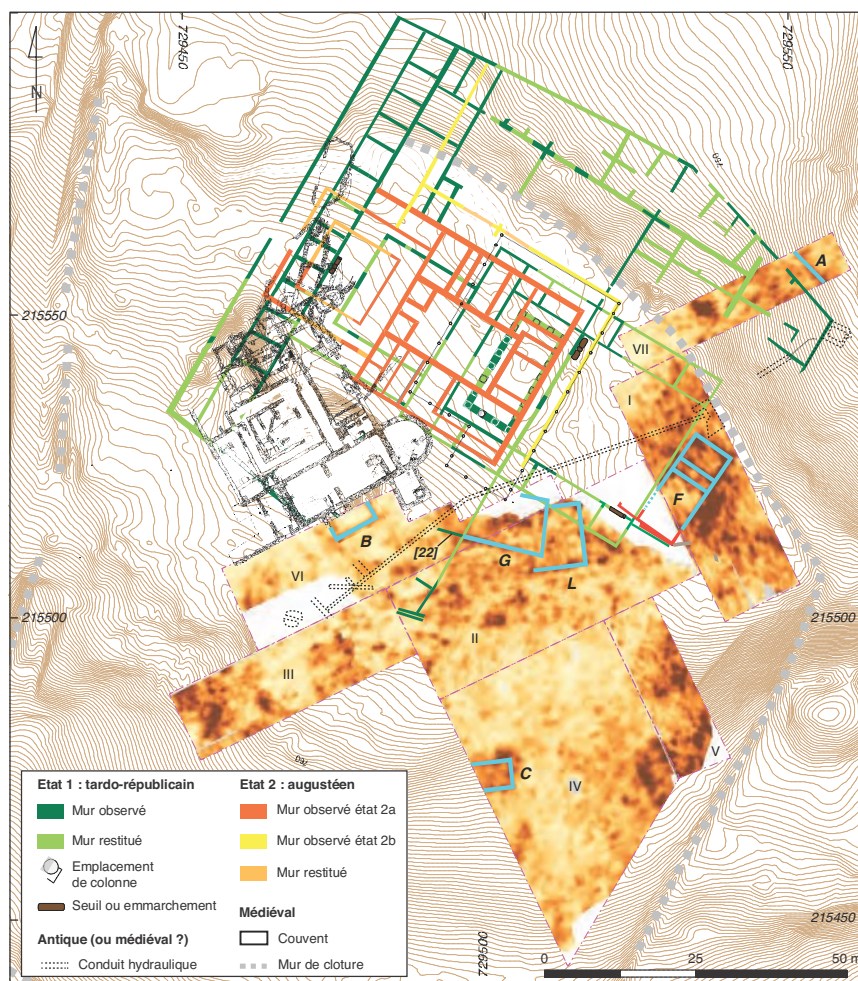 729450
729550
N
760
A
215550
VII
I
F
[22]
B
G
L
VI
215500
215500
II
III
V
C
IV
Etat 1 : tardo-républicain
Mur observé
Mur restitué
Emplacement
de colonne
Seuil ou emmarchement
Antique (ou médiéval ?)
Conduit hydraulique
Etat 2 : augustéen
Mur observé état 2a
Mur observé état 2b
Mur restitué
Médiéval
Couvent
Mur de cloture
729500
215450
0
25
50 m